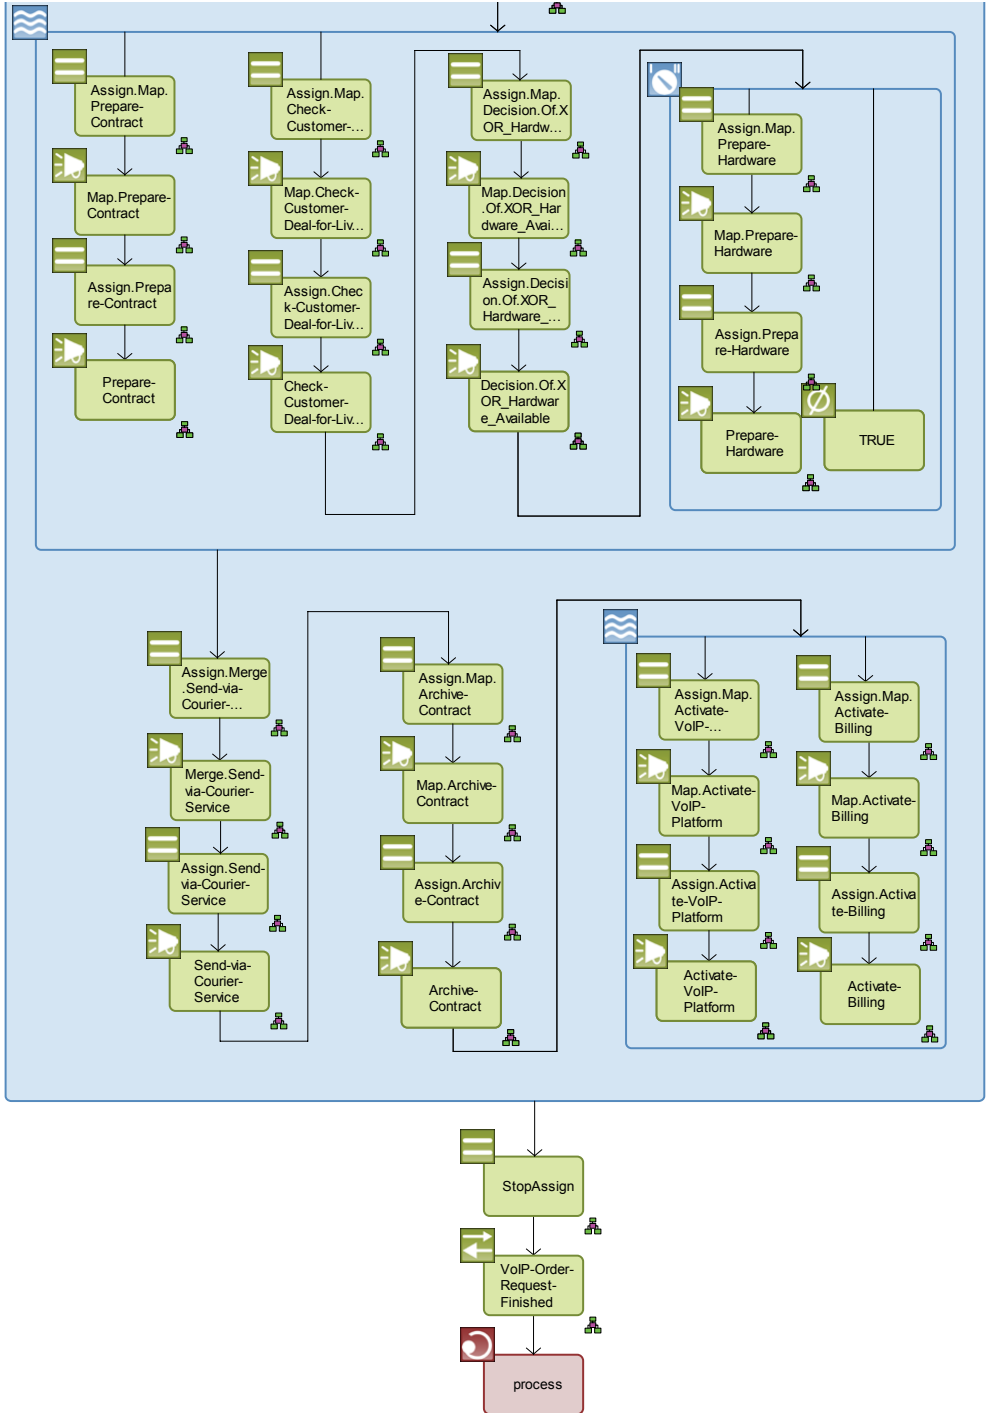 Assign.Map.
Prepare-
Contract
Map.Prepare-
Contract
Assign.Prepa
re-Contract
Prepare-
Contract
Assign.Map.
Check-
Customer-...
Map.Check-
Customer-
Deal-for-Liv...
Assign.Chec
k-Customer-
Deal-for-Liv...
Check-
Customer-
Deal-for-Liv...
Assign.Map.
Decision.Of.X
OR_Hardw...
Map.Decision
.Of.XOR_Har
dware_Avai...
Assign.Decisi
on.Of.XOR_
Hardware_...
Decision.Of.X
OR_Hardwar
e_Available
Assign.Map.
Prepare-
Hardware
Map.Prepare-
Hardware
Assign.Prepa
re-Hardware
Prepare-
Hardware
TRUE
Assign.Merge
.Send-via-
Courier-...
Merge.Send-
via-Courier-
Service
Assign.Send-
via-Courier-
Service
Send-via-
Courier-
Service
Assign.Map.
Archive-
Contract
Map.Archive-
Contract
Assign.Archiv
e-Contract
Archive-
Contract
Assign.Map.
Activate-
VoIP-...
Map.Activate-
VoIP-
Platform
Assign.Activa
te-VoIP-
Platform
Activate-
VoIP-
Platform
Assign.Map.
Activate-
Billing
Map.Activate-
Billing
Assign.Activa
te-Billing
Activate-
Billing
StopAssign
VoIP-Order-
Request-
Finished
process